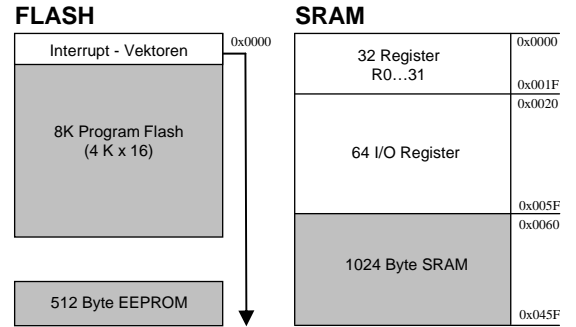 FLASH
Interrupt - Vektoren
0x0000
8K Program Flash
(4 K x 16)
512 Byte EEPROM
SRAM
32 Register
R0…31
0x0000
0x001F
64 I/O Register
0x0020
0x005F
1024 Byte SRAM
0x0060
0x045F